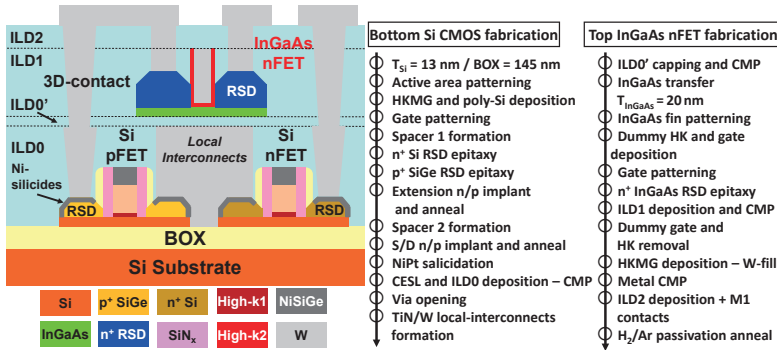 ILD2
ILD1
3D-contact
ILD0'
ILD0
Ni-
silicides
InGaAs
nFET
RSD
Si
pFET
Local
Interconnects
Si
nFET
RSD
RSD
BOX
Si Substrate
Si
p⁺ SiGe
n⁺ Si
High-k1
NiSiGe
InGaAs
n⁺ RSD
SiNₓ
High-k2
W
Bottom Si CMOS fabrication
T_Si = 13 nm / BOX = 145 nm
Active area patterning
HKMG and poly-Si deposition
Gate patterning
Spacer 1 formation
n⁺ Si RSD epitaxy
p⁺ SiGe RSD epitaxy
Extension n/p implant
and anneal
Spacer 2 formation
S/D n/p implant and anneal
NiPt salicidation
CESL and ILD0 deposition – CMP
Via opening
TiN/W local-interconnects
formation
Top InGaAs nFET fabrication
ILD0' capping and CMP
InGaAs transfer
T_InGaAs = 20 nm
InGaAs fin patterning
Dummy HK and gate
deposition
Gate patterning
n⁺ InGaAs RSD epitaxy
ILD1 deposition and CMP
Dummy gate and
HK removal
HKMG deposition – W-fill
Metal CMP
ILD2 deposition + M1
contacts
H₂/Ar passivation anneal